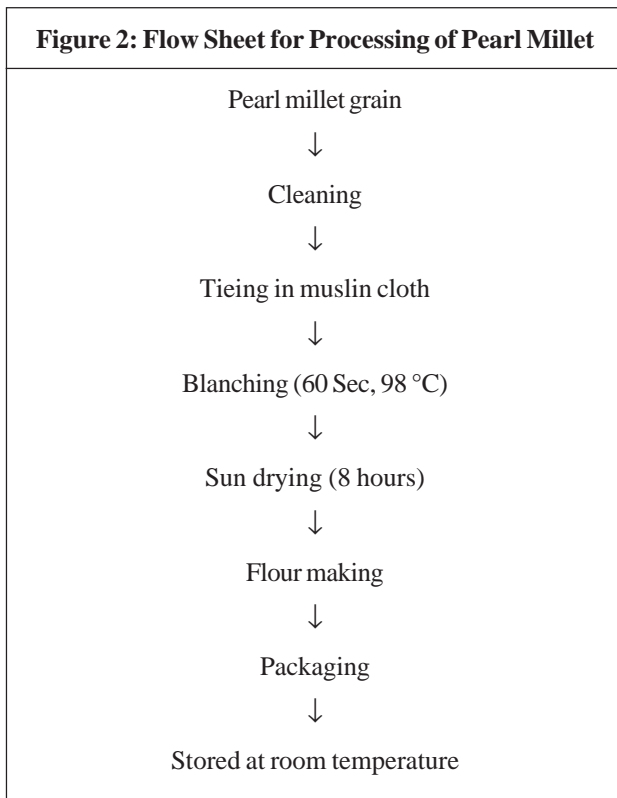 Figure 2: Flow Sheet for Processing of Pearl Millet
Pearl millet grain
↓
Cleaning
↓
Tieing in muslin cloth
↓
Blanching (60 Sec, 98 °C)
↓
Sun drying (8 hours)
↓
Flour making
↓
Packaging
↓
Stored at room temperature